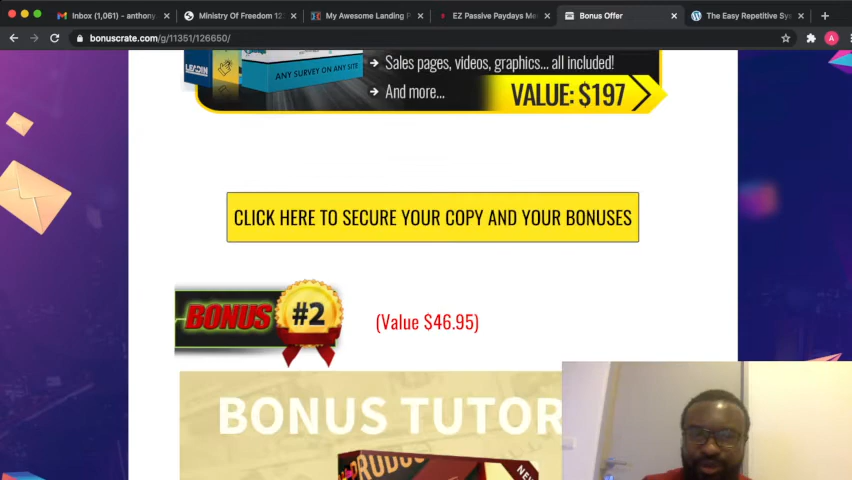 Inbox (1,061) – anthony
Ministry Of Freedom 12
My Awesome Landing P
EZ Passive Paydays Me
Bonus Offer
The Easy Repetitive Sy
bonuscrate.com/g/11351/126650/
A
LEADIN
ANY SURVEY ON ANY SITE
Sales pages, videos, graphics... all included!
And more...
VALUE: $197
CLICK HERE TO SECURE YOUR COPY AND YOUR BONUSES
BONUS #2
(Value $46.95)
BONUS TUTOR